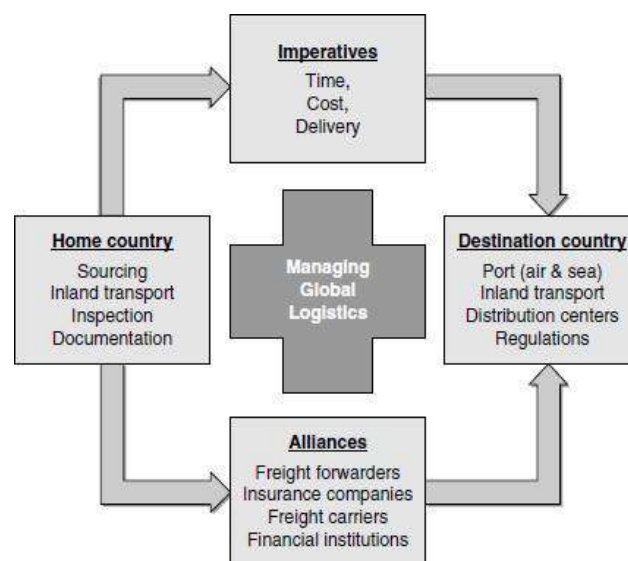 Imperatives
Time,
Cost,
Delivery
Home country
Sourcing
Inland transport
Inspection
Documentation
Managing
Global
Logistics
Destination country
Port (air & sea)
Inland transport
Distribution centers
Regulations
Alliances
Freight forwarders
Insurance companies
Freight carriers
Financial institutions